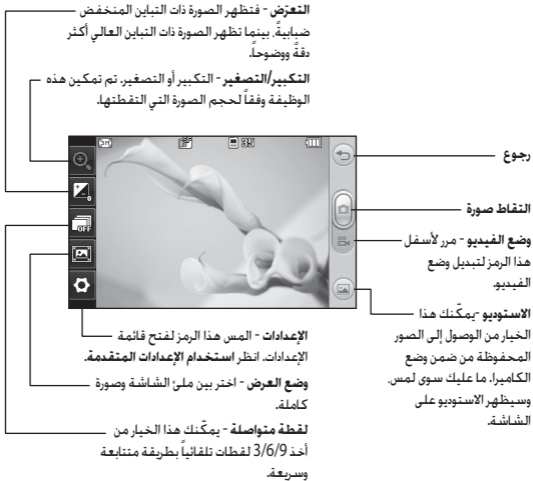 التعرّض - فتظهر الصورة ذات التباين المنخفض
ضبابيةً، بينما تظهر الصورة ذات التباين العالي أكثر
دقةً ووضوحاً.
التكبير/التصغير - التكبير أو التصغير. تم تمكين هذه
الوظيفة وفقاً لحجم الصورة التي التقطتها.
رجوع
التقاط صورة
وضع الفيديو - مرر لأسفل
هذا الرمز لتبديل وضع
الفيديو.
الاستوديو -يمكّنك هذا
الخيار من الوصول إلى الصور
المحفوظة من ضمن وضع
الكاميرا. ما عليك سوى لمس،
وسيظهر الاستوديو على
الشاشة.
OFF
الإعدادات - المس هذا الرمز لفتح قائمة
الإعدادات. انظر استخدام الإعدادات المتقدمة.
وضع العرض - اختر بين ملئ الشاشة وصورة
كاملة.
لقطة متواصلة - يمكّنك هذا الخيار من
أخذ 3/6/9 لقطات تلقائياً بطريقة متتابعة
وسريعة.